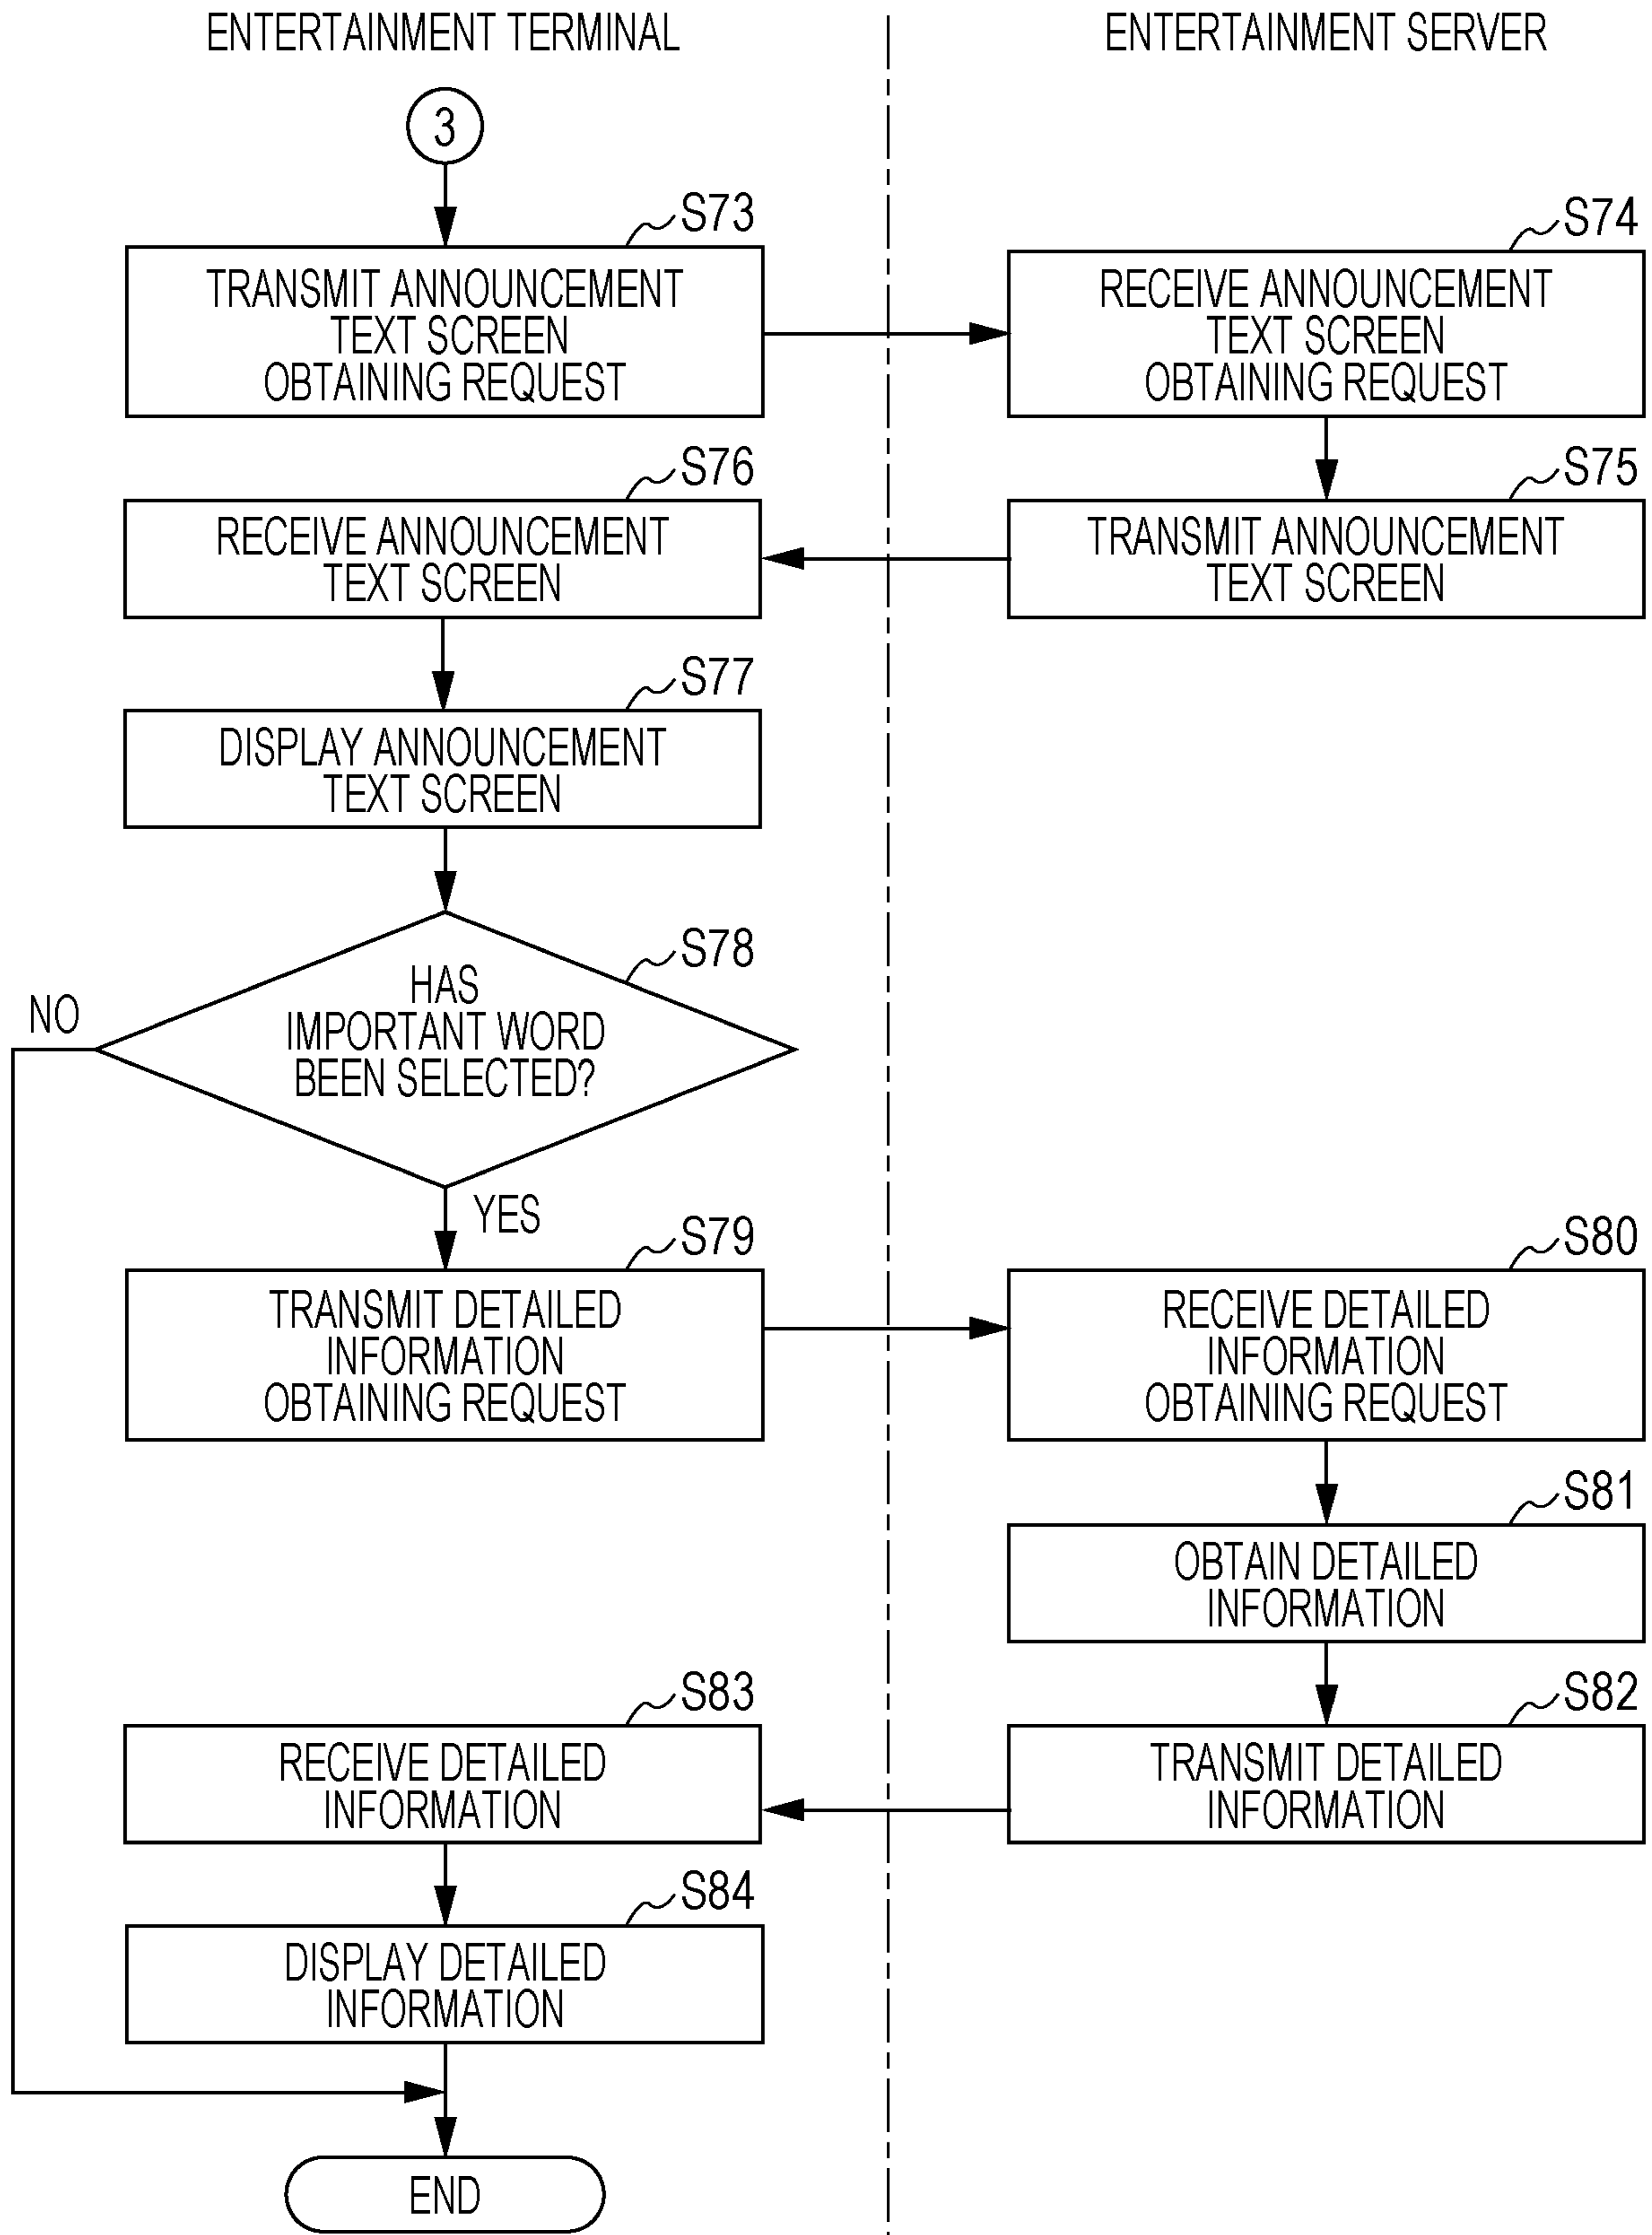 ENTERTAINMENT TERMINAL
ENTERTAINMENT SERVER
3
S73
TRANSMIT ANNOUNCEMENT
TEXT SCREEN
OBTAINING REQUEST
S74
RECEIVE ANNOUNCEMENT
TEXT SCREEN
OBTAINING REQUEST
S75
TRANSMIT ANNOUNCEMENT
TEXT SCREEN
S76
RECEIVE ANNOUNCEMENT
TEXT SCREEN
S77
DISPLAY ANNOUNCEMENT
TEXT SCREEN
S78
HAS
IMPORTANT WORD
BEEN SELECTED?
NO
YES
S79
TRANSMIT DETAILED
INFORMATION
OBTAINING REQUEST
S80
RECEIVE DETAILED
INFORMATION
OBTAINING REQUEST
S81
OBTAIN DETAILED
INFORMATION
S82
TRANSMIT DETAILED
INFORMATION
S83
RECEIVE DETAILED
INFORMATION
S84
DISPLAY DETAILED
INFORMATION
END